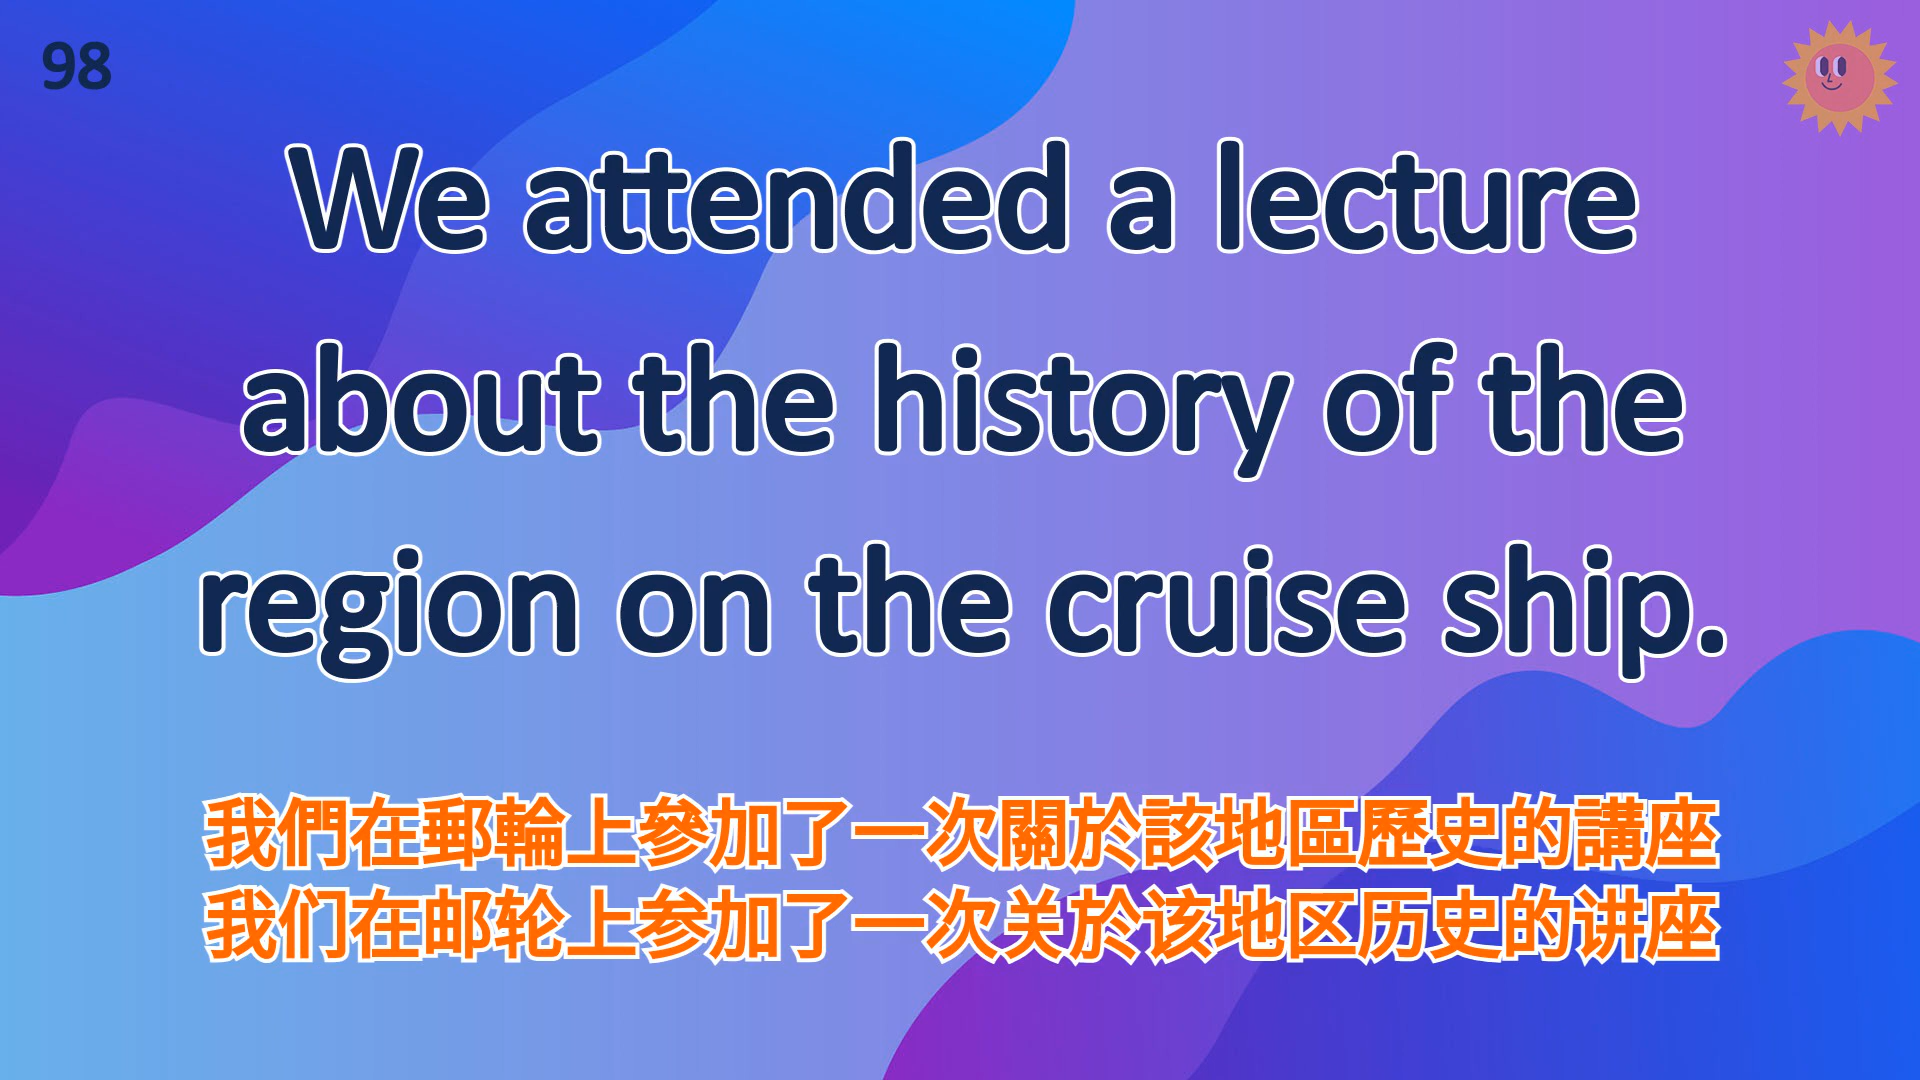 98
We attended a lecture
about the history of the
region on the cruise ship.
我們在郵輪上參加了一次關於該地區歷史的講座
我们在邮轮上参加了一次关於该地区历史的讲座